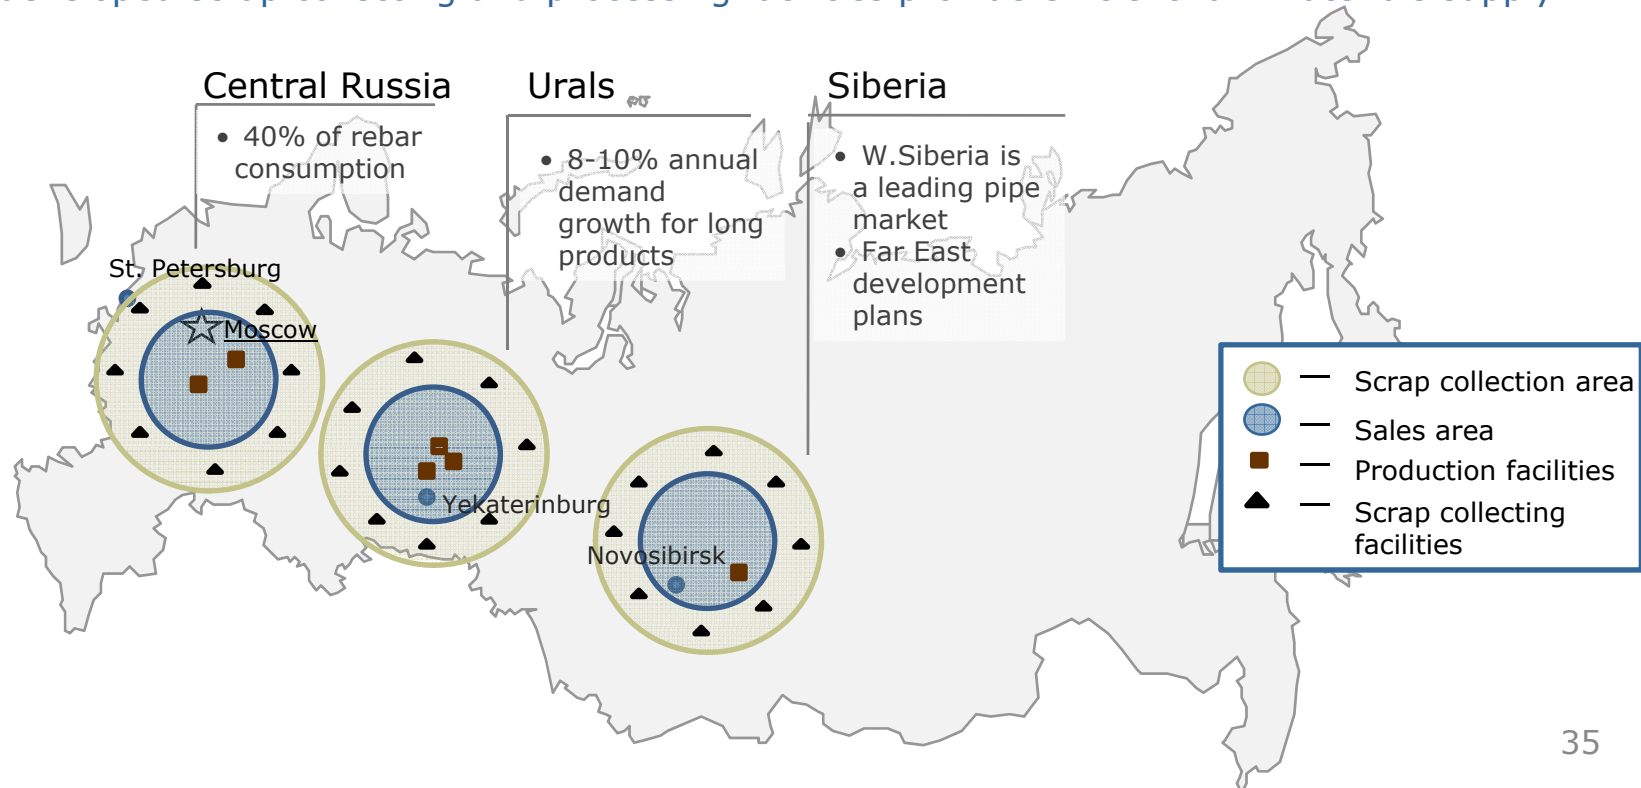 Central Russia
• 40% of rebar
consumption
Urals
• 8-10% annual
demand
growth for long
products
Siberia
• W.Siberia is
a leading pipe
market
• Far East
development
plans
St. Petersburg
Moscow
Yekaterinburg
Novosibirsk
— Scrap collection area
— Sales area
— Production facilities
— Scrap collecting
facilities
35